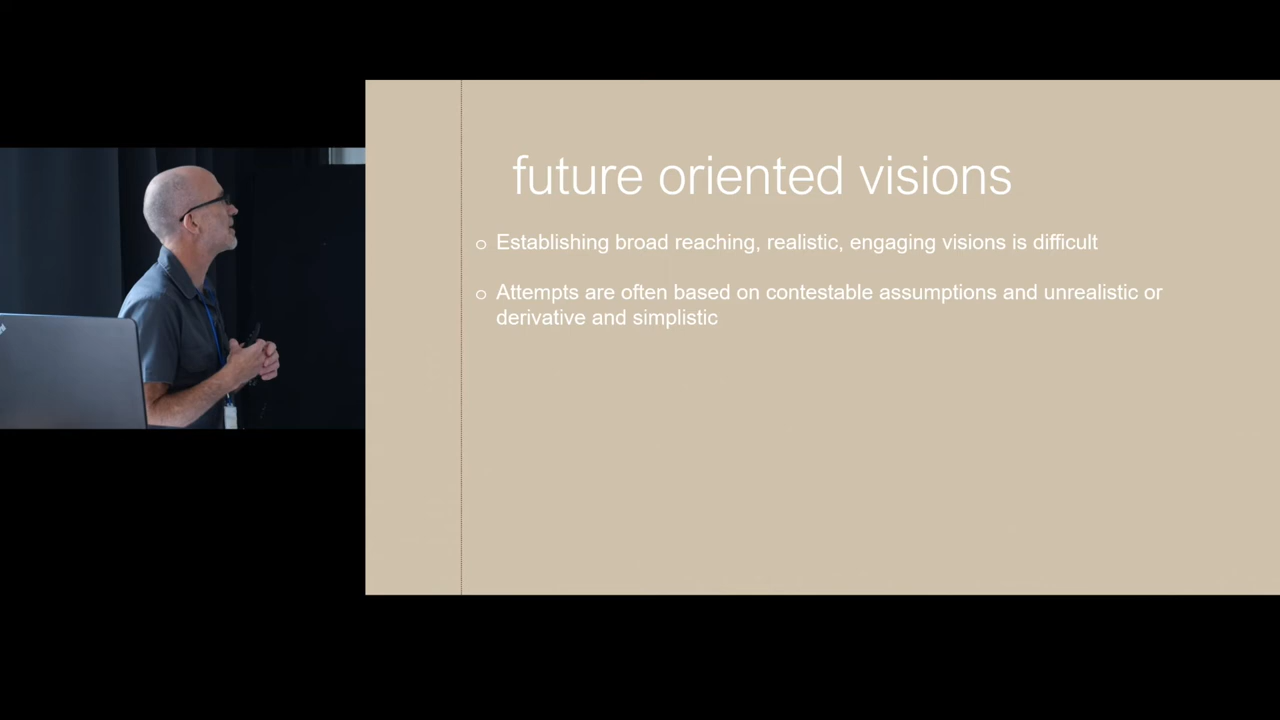 future oriented visions
o Establishing broad reaching, realistic, engaging visions is difficult
o Attempts are often based on contestable assumptions and unrealistic or
derivative and simplistic